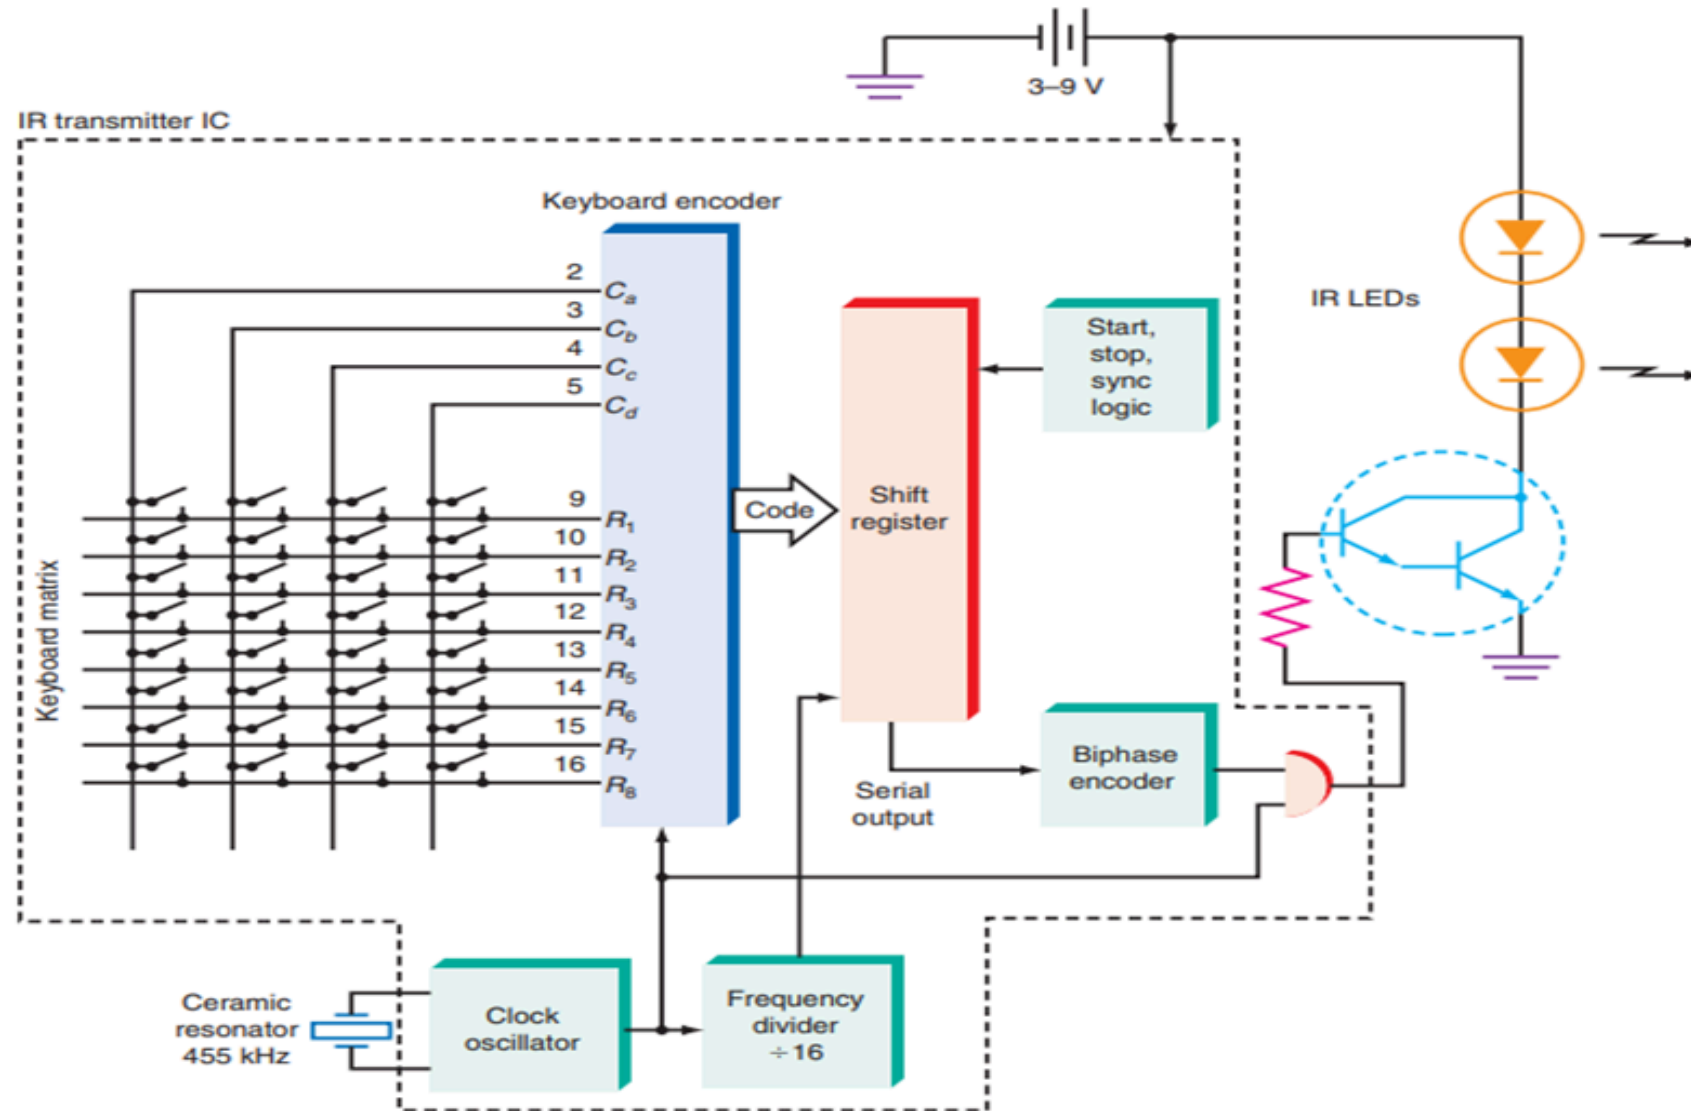 3–9 V
IR transmitter IC
Keyboard encoder
2
Ca
3
Cb
4
Cc
5
Cd
IR LEDs
Start,
stop,
sync
logic
Code
Shift
register
Keyboard matrix
9
R1
10
R2
11
R3
12
R4
13
R5
14
R6
15
R7
16
R8
Serial
output
Biphase
encoder
Ceramic
resonator
455 kHz
Clock
oscillator
Frequency
divider
÷16